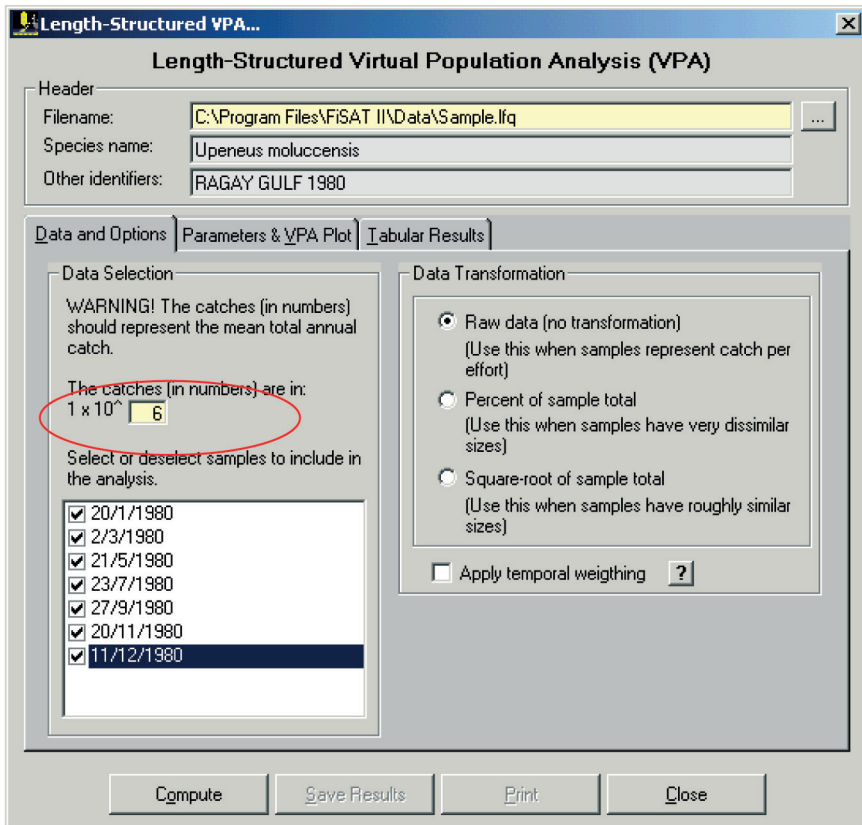 Length-Structured VPA...
Length-Structured Virtual Population Analysis (VPA)
Header
Filename: C:\Program Files\FiSAT II\Data\Sample.lfq ...
Species name: Upeneus moluccensis
Other identifiers: RAGAY GULF 1980
Data and Options Parameters & VPA Plot Tabular Results
Data Selection
WARNING! The catches (in numbers)
should represent the mean total annual
catch.
The catches (in numbers) are in:
1 x 10^ 6
Select or deselect samples to include in
the analysis.
20/1/1980
2/3/1980
21/5/1980
23/7/1980
27/9/1980
20/11/1980
11/12/1980
Data Transformation
Raw data (no transformation)
(Use this when samples represent catch per
effort)
Percent of sample total
(Use this when samples have very dissimilar
sizes)
Square-root of sample total
(Use this when samples have roughly similar
sizes)
Apply temporal weigthing ?
Compute Save Results Print Close